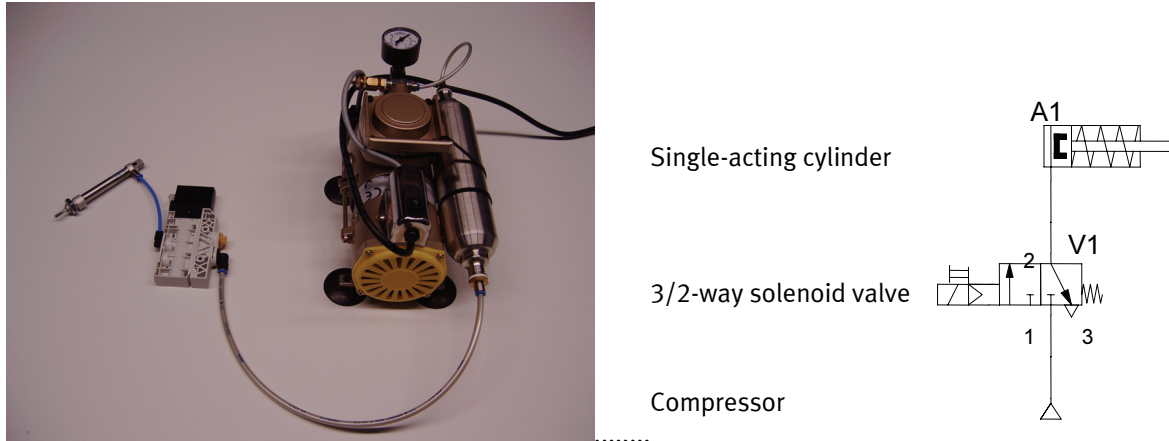 A1
Single-acting cylinder
V1
2
3/2-way solenoid valve
1
3
Compressor